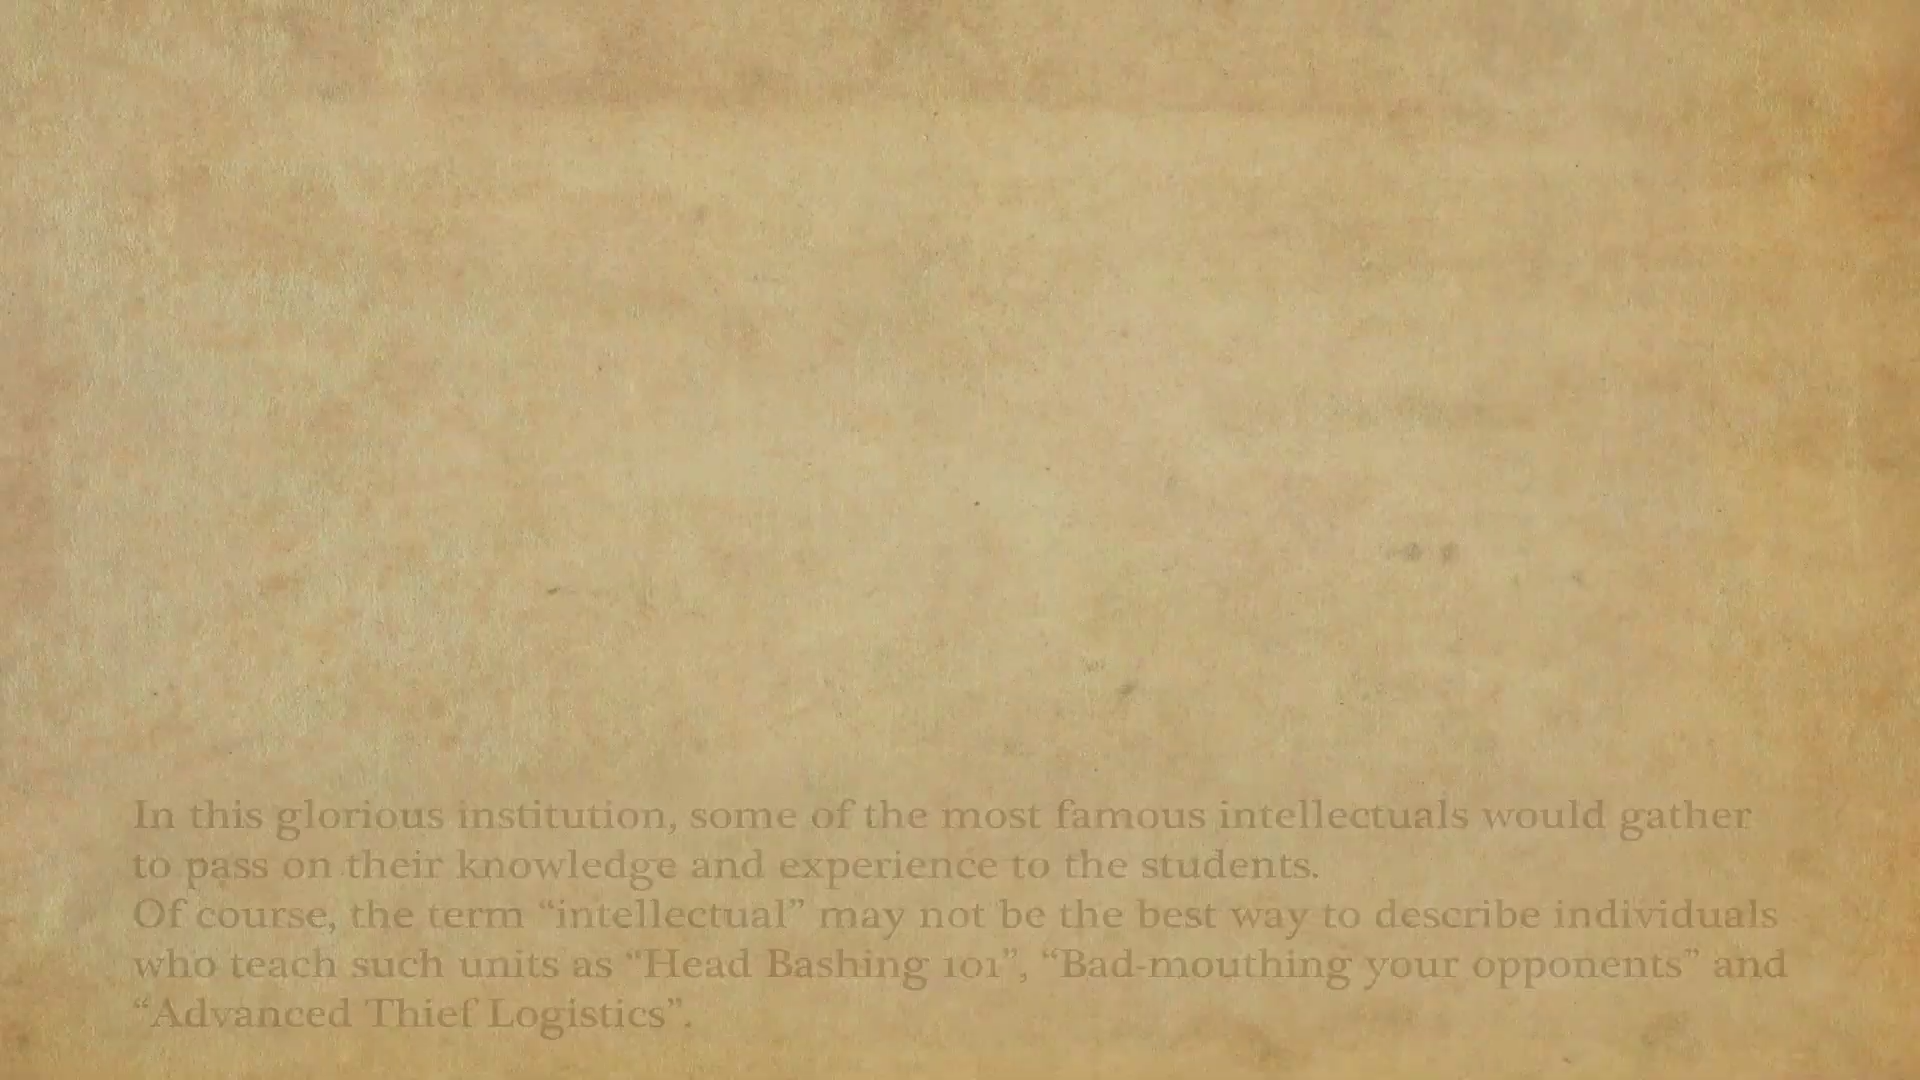 In this glorious institution, some of the most famous intellectuals would gather
to pass on their knowledge and experience to the students.
Of course, the term “intellectual” may not be the best way to describe individuals
who teach such units as “Head Bashing 101”, “Bad-mouthing your opponents” and
“Advanced Thief Logistics”.